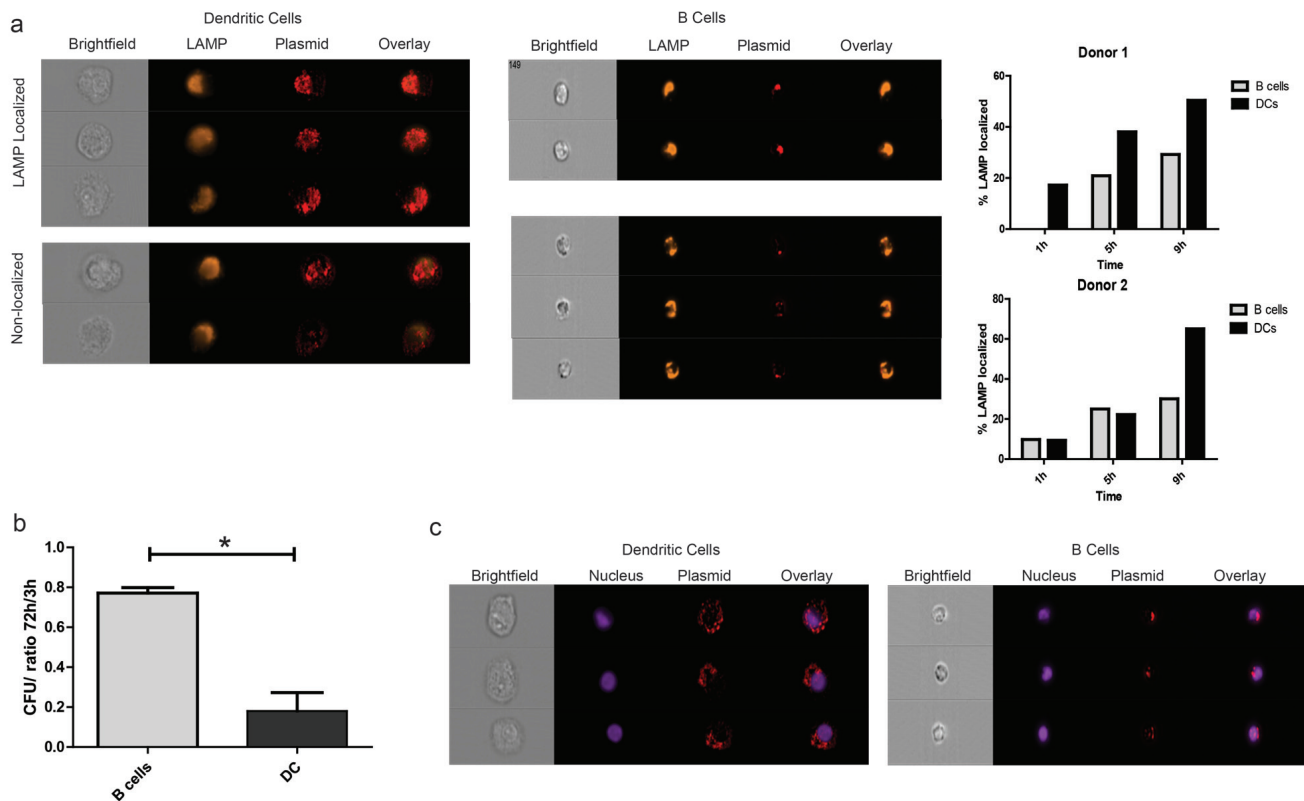 a
Dendritic Cells
Brightfield LAMP Plasmid Overlay
LAMP Localized
Non-localized
B Cells
Brightfield LAMP Plasmid Overlay
149
Donor 1
60
40
20
0
% LAMP localized
1h 5h 9h
Time
B cells
DCs
Donor 2
80
60
40
20
0
% LAMP localized
1h 5h 9h
Time
B cells
DCs
b
*
1.0
0.8
0.6
0.4
0.2
0.0
CFU/ ratio 72h/3h
B cells DC
c
Dendritic Cells
Brightfield Nucleus Plasmid Overlay
B Cells
Brightfield Nucleus Plasmid Overlay